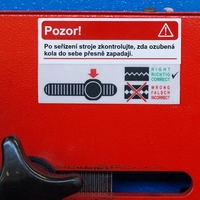 Pozor!
Po seřízení stroje zkontrolujte, zda ozubená
kola do sebe přesně zapadají.
RIGHT
RICHTIG
CORRECT
WRONG
FALSCH
INCORRECT